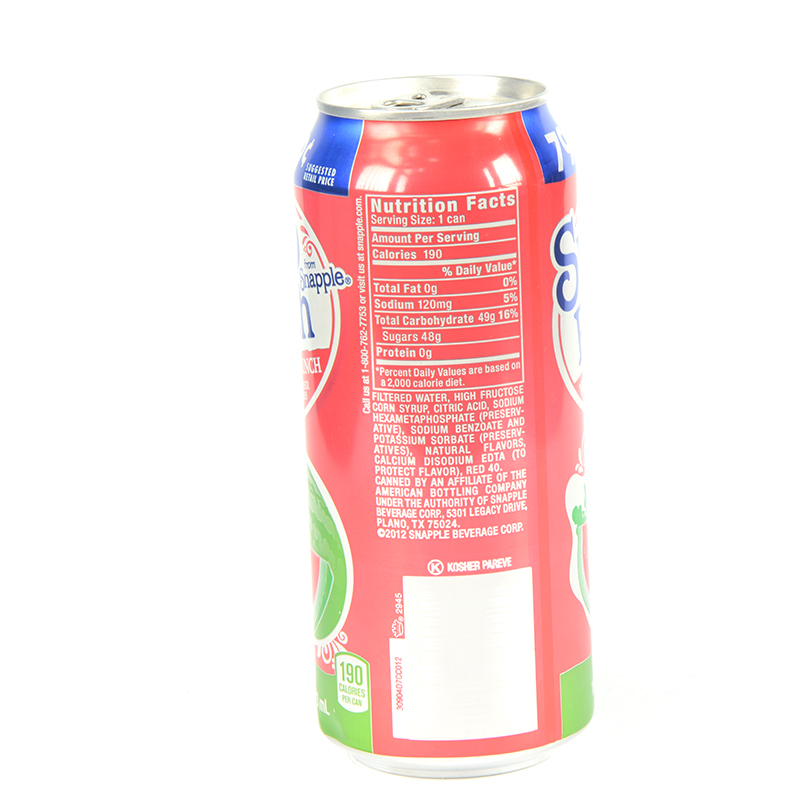 SUGGESTED
RETAIL PRICE
from
Snapple®
190
CALORIES
PER CAN
mL
Call us at 1-800-762-7753 or visit us at snapple.com.
Nutrition Facts
Serving Size: 1 can
Amount Per Serving
Calories 190
% Daily Value*
Total Fat 0g 0%
Sodium 120mg 5%
Total Carbohydrate 49g 16%
Sugars 48g
Protein 0g
*Percent Daily Values are based on
a 2,000 calorie diet.
FILTERED WATER, HIGH FRUCTOSE
CORN SYRUP, CITRIC ACID, SODIUM
HEXAMETAPHOSPHATE (PRESERV-
ATIVE), SODIUM BENZOATE AND
POTASSIUM SORBATE (PRESERV-
ATIVES), NATURAL FLAVORS,
CALCIUM DISODIUM EDTA (TO
PROTECT FLAVOR), RED 40.
CANNED BY AN AFFILIATE OF THE
AMERICAN BOTTLING COMPANY
UNDER THE AUTHORITY OF SNAPPLE
BEVERAGE CORP., 5301 LEGACY DRIVE,
PLANO, TX 75024.
©2012 SNAPPLE BEVERAGE CORP.
K KOSHER PAREVE
® 2945
3090407CC012